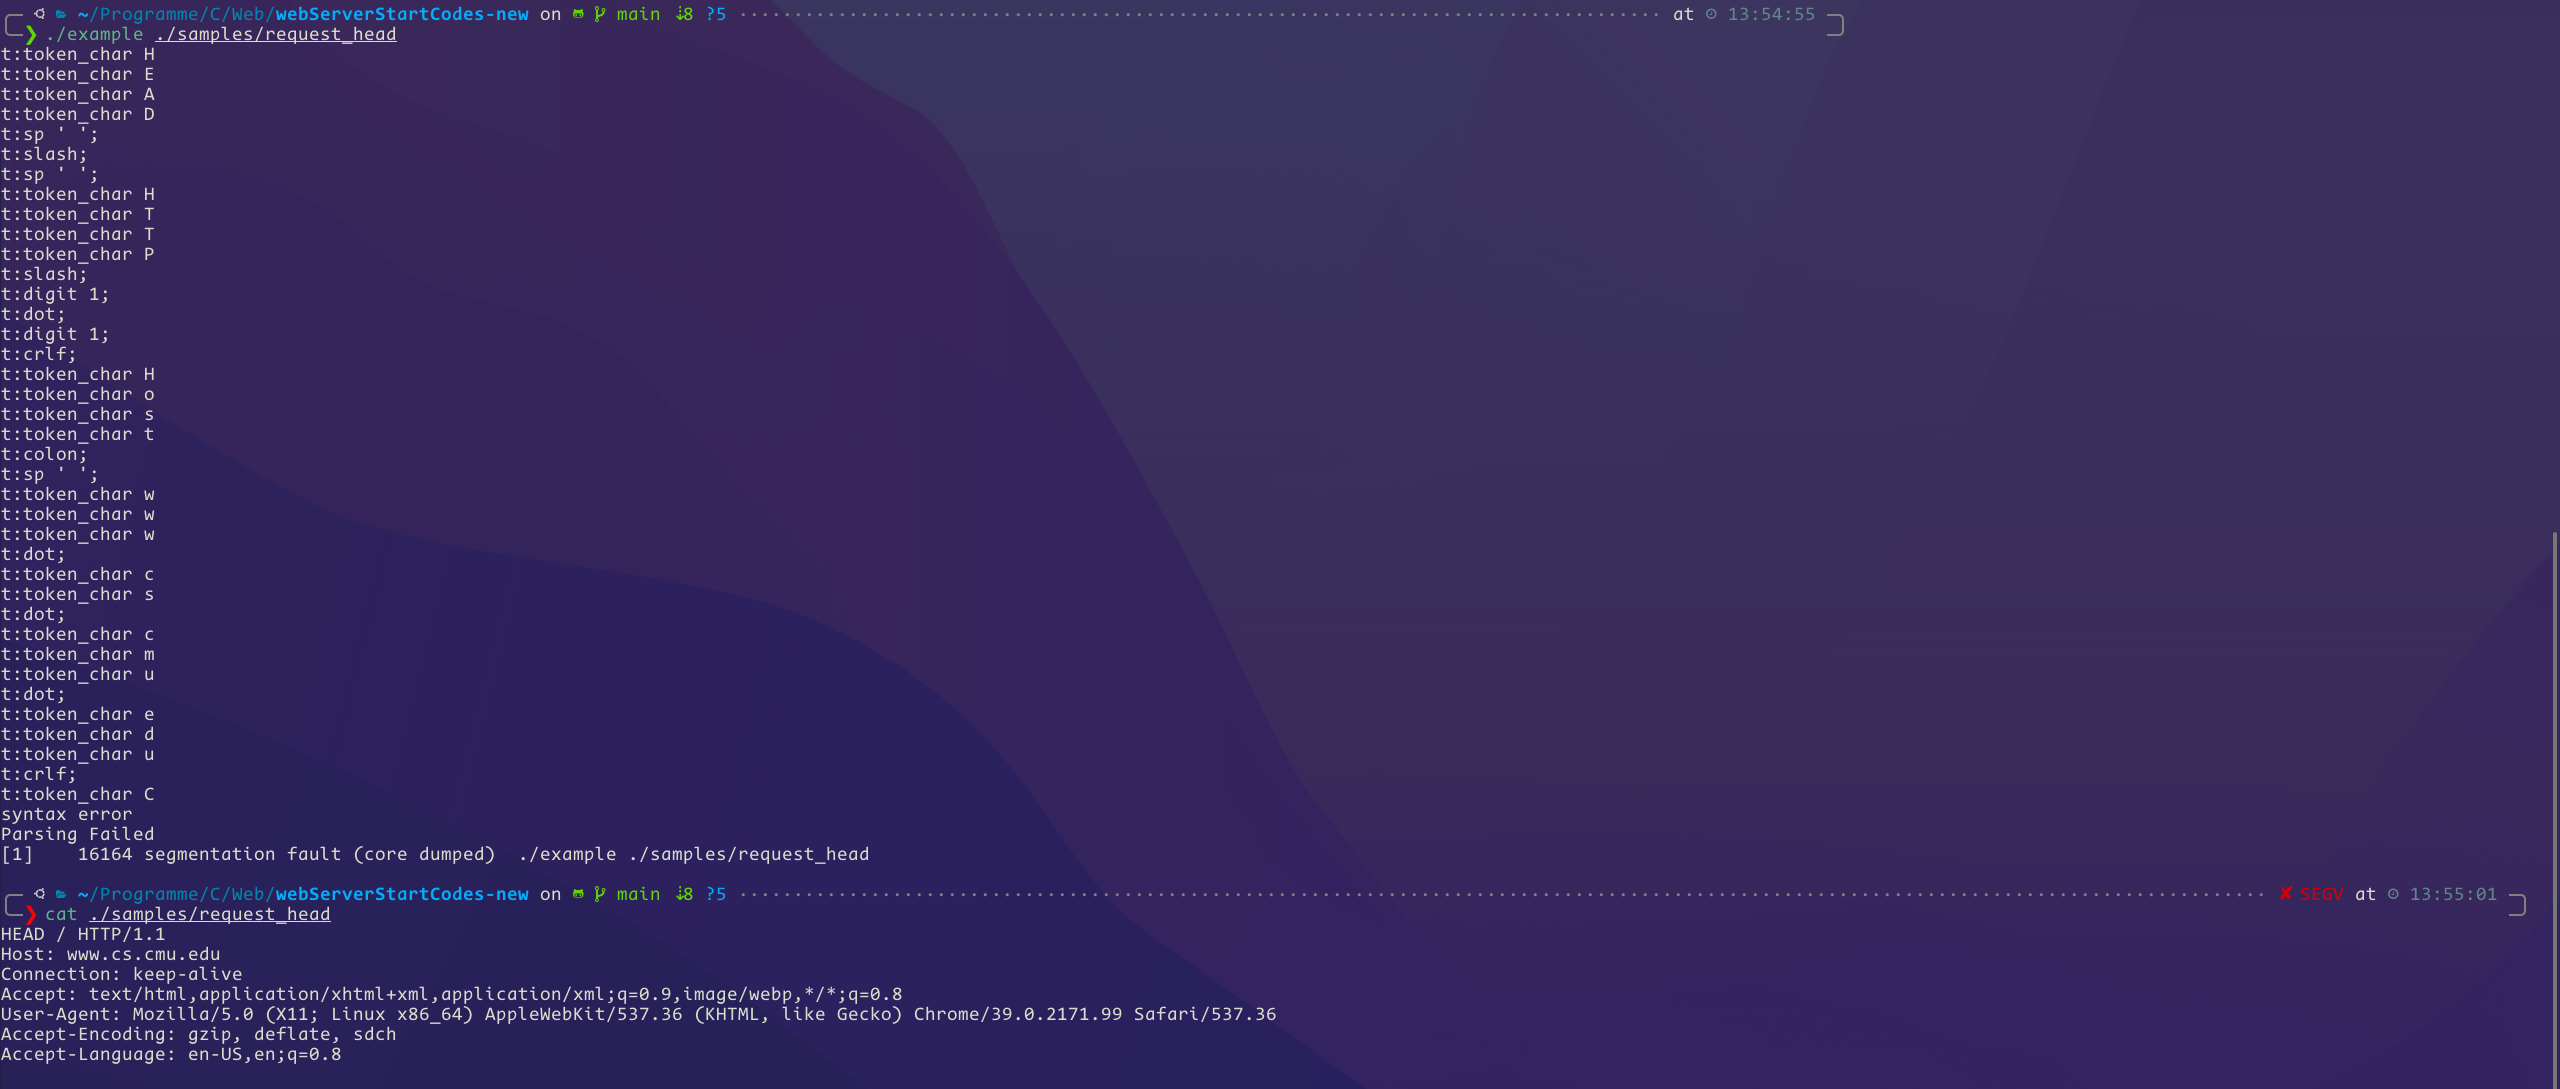 ~/Programme/C/Web/webServerStartCodes-new on main ⇣8 ?5 at 13:54:55
❯ ./example ./samples/request_head
t:token_char H
t:token_char E
t:token_char A
t:token_char D
t:sp ' ';
t:slash;
t:sp ' ';
t:token_char H
t:token_char T
t:token_char T
t:token_char P
t:slash;
t:digit 1;
t:dot;
t:digit 1;
t:crlf;
t:token_char H
t:token_char o
t:token_char s
t:token_char t
t:colon;
t:sp ' ';
t:token_char w
t:token_char w
t:token_char w
t:dot;
t:token_char c
t:token_char s
t:dot;
t:token_char c
t:token_char m
t:token_char u
t:dot;
t:token_char e
t:token_char d
t:token_char u
t:crlf;
t:token_char C
syntax error
Parsing Failed
[1]    16164 segmentation fault (core dumped)  ./example ./samples/request_head
~/Programme/C/Web/webServerStartCodes-new on main ⇣8 ?5 ✘ SEGV at 13:55:01
❯ cat ./samples/request_head
HEAD / HTTP/1.1
Host: www.cs.cmu.edu
Connection: keep-alive
Accept: text/html,application/xhtml+xml,application/xml;q=0.9,image/webp,*/*;q=0.8
User-Agent: Mozilla/5.0 (X11; Linux x86_64) AppleWebKit/537.36 (KHTML, like Gecko) Chrome/39.0.2171.99 Safari/537.36
Accept-Encoding: gzip, deflate, sdch
Accept-Language: en-US,en;q=0.8